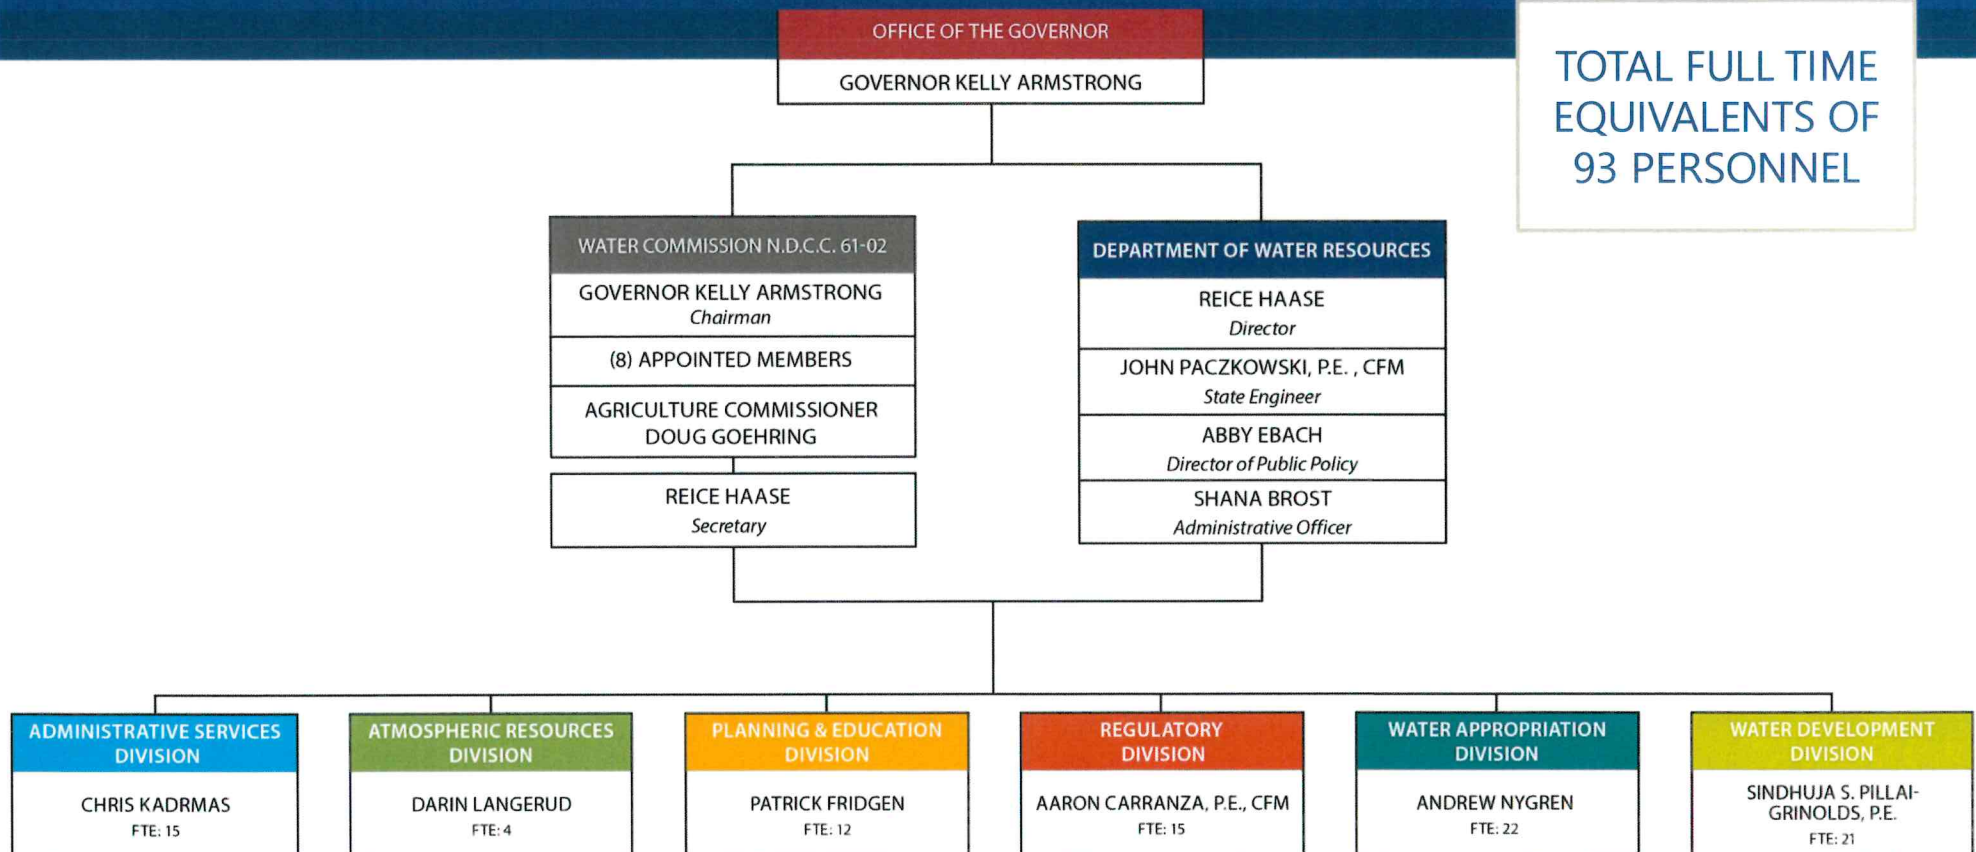 OFFICE OF THE GOVERNOR
GOVERNOR KELLY ARMSTRONG
TOTAL FULL TIME
EQUIVALENTS OF
93 PERSONNEL
WATER COMMISSION N.D.C.C. 61-02
GOVERNOR KELLY ARMSTRONG
Chairman
(8) APPOINTED MEMBERS
AGRICULTURE COMMISSIONER
DOUG GOEHRING
REICE HAASE
Secretary
DEPARTMENT OF WATER RESOURCES
REICE HAASE
Director
JOHN PACZKOWSKI, P.E. , CFM
State Engineer
ABBY EBACH
Director of Public Policy
SHANA BROST
Administrative Officer
ADMINISTRATIVE SERVICES
DIVISION
CHRIS KADRMAS
FTE: 15
ATMOSPHERIC RESOURCES
DIVISION
DARIN LANGERUD
FTE: 4
PLANNING & EDUCATION
DIVISION
PATRICK FRIDGEN
FTE: 12
REGULATORY
DIVISION
AARON CARRANZA, P.E., CFM
FTE: 15
WATER APPROPRIATION
DIVISION
ANDREW NYGREN
FTE: 22
WATER DEVELOPMENT
DIVISION
SINDHUJA S. PILLAI-
GRINOLDS, P.E.
FTE: 21